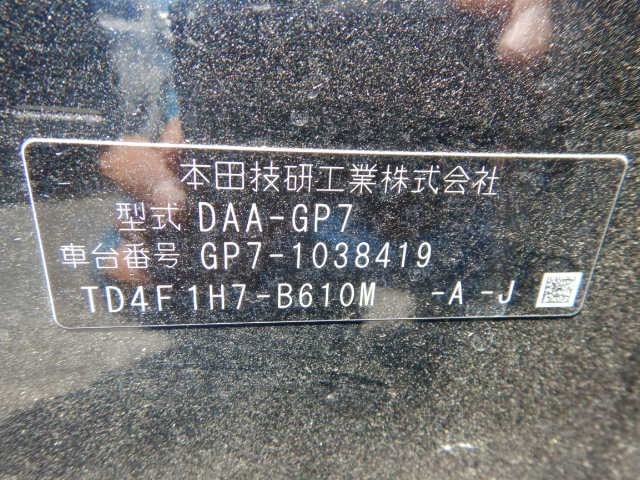 本田技研工業株式会社
型式 DAA-GP7
車台番号 GP7-1038419
TD4F1H7-B610M -A -J